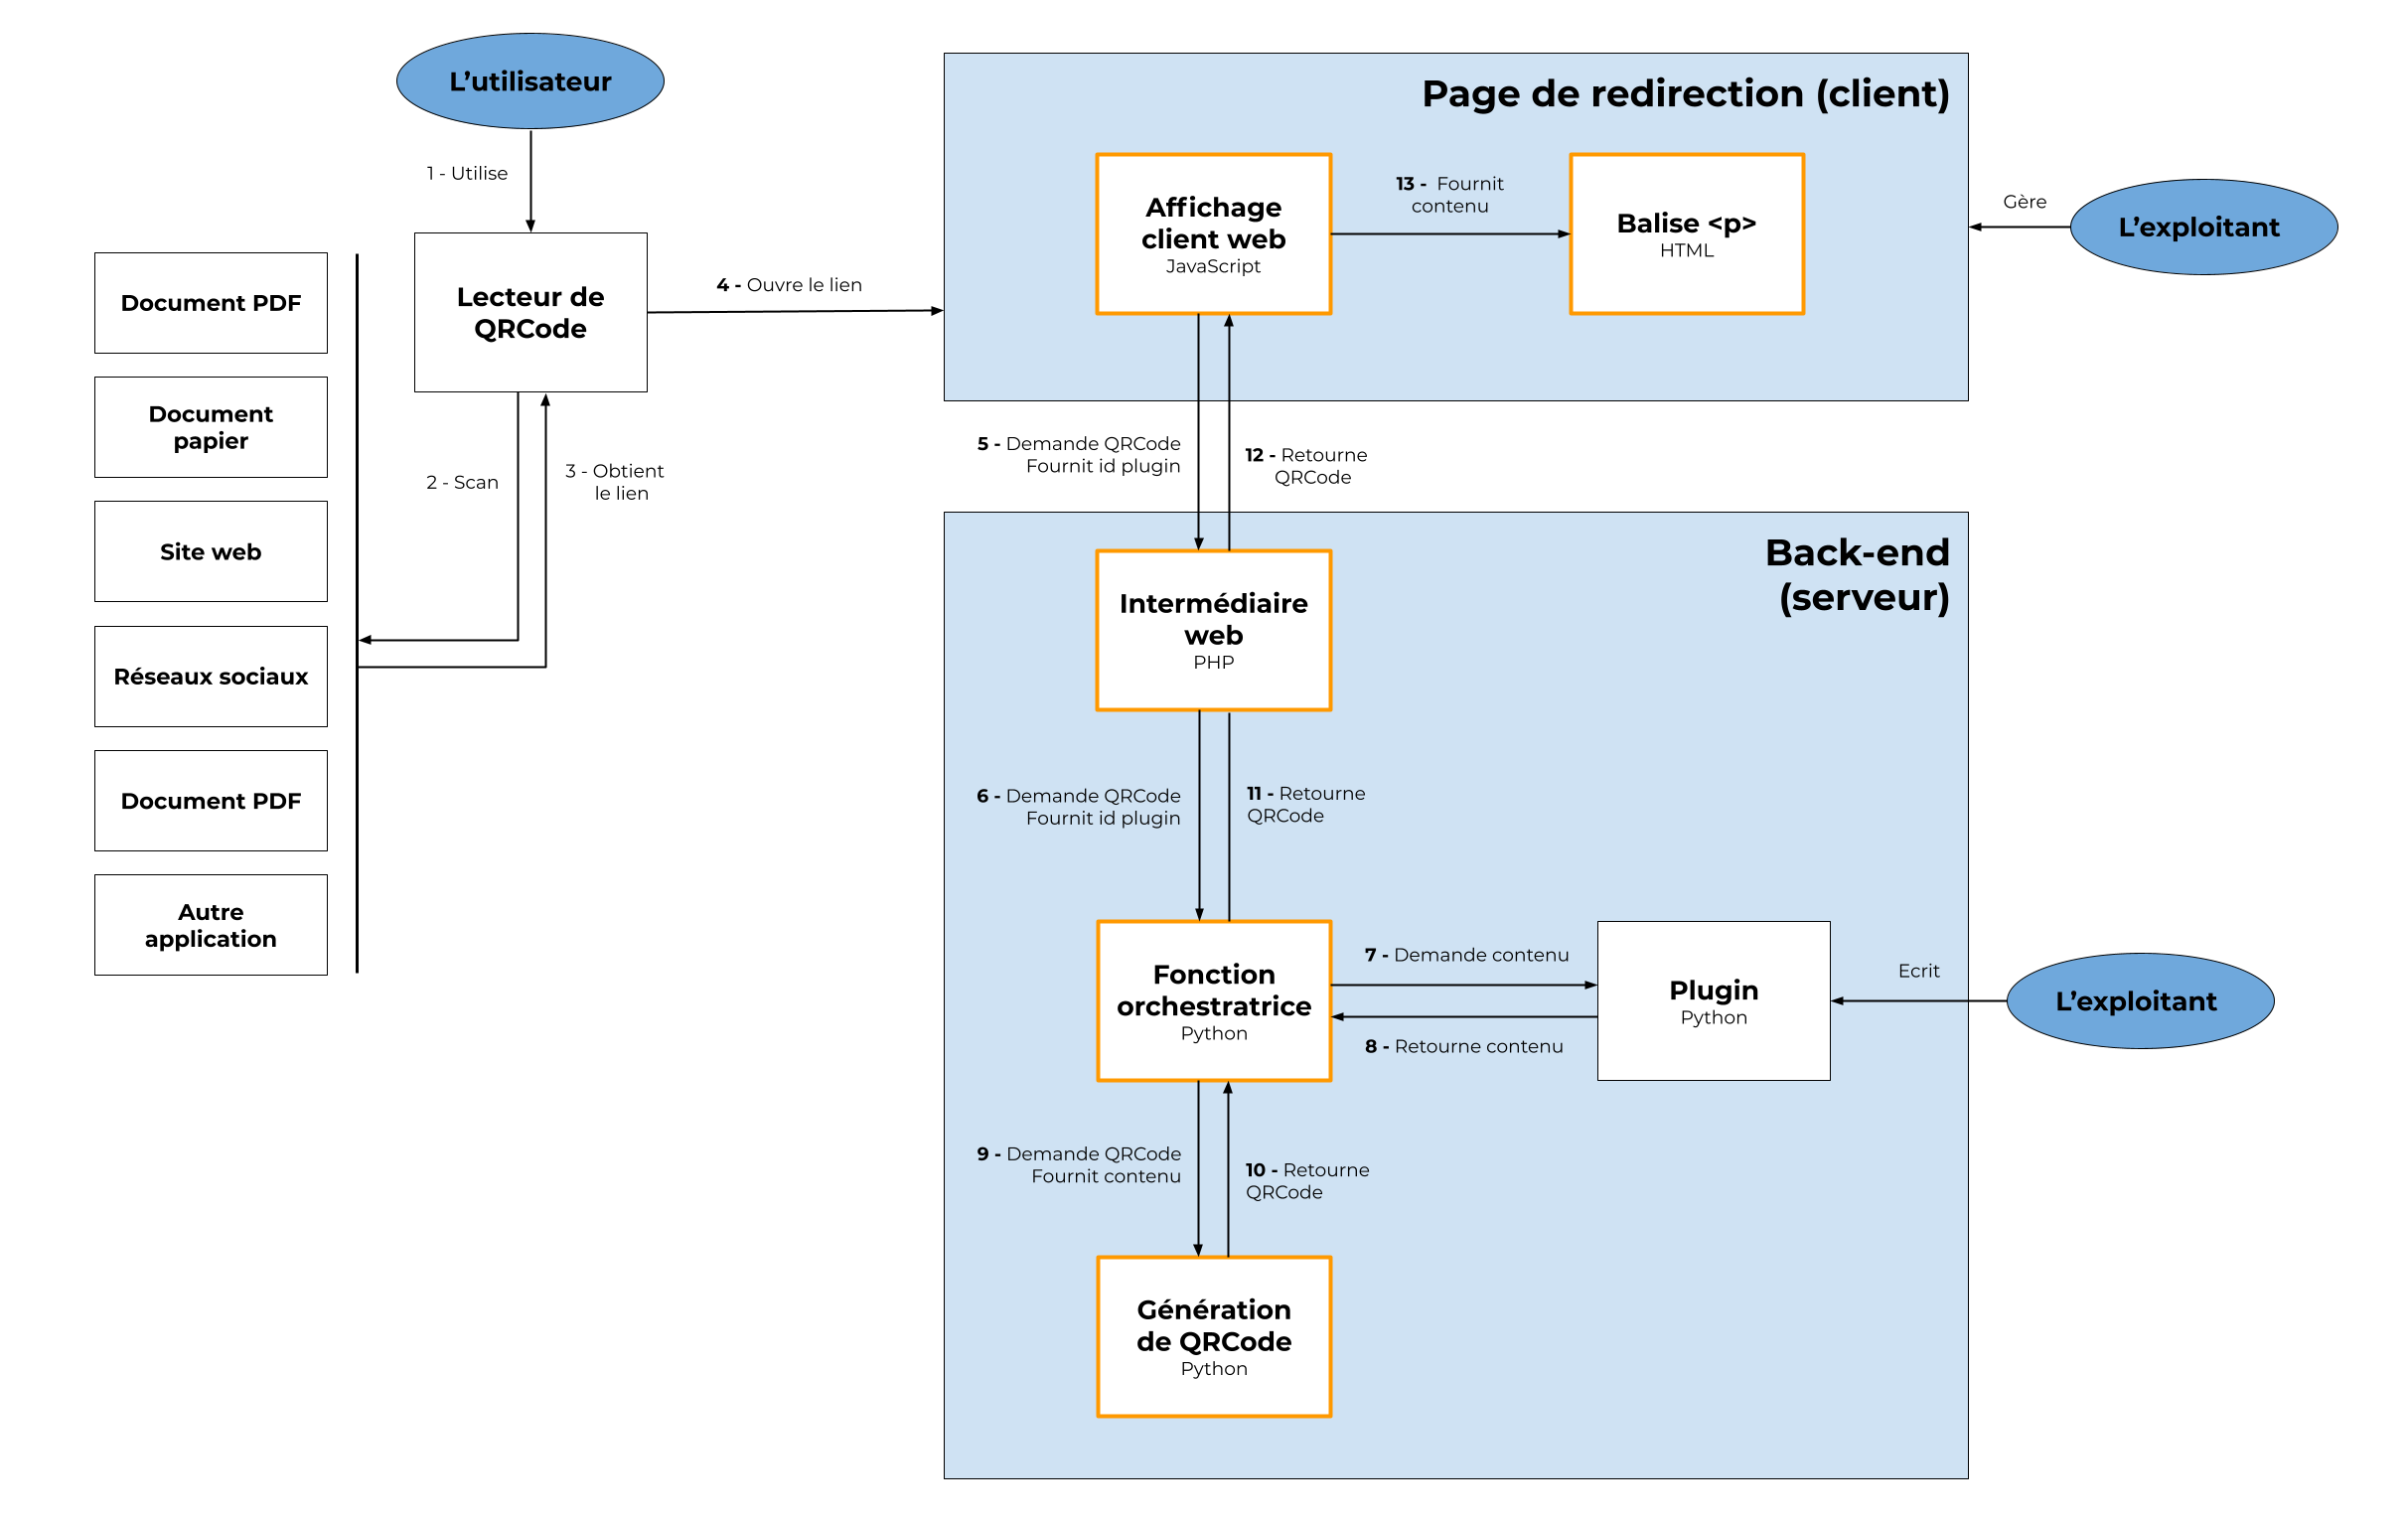 L’utilisateur
1 - Utilise
Document PDF
Document
papier
Site web
Réseaux sociaux
Document PDF
Autre
application
Lecteur de
QRCode
2 - Scan
3 - Obtient
le lien
4 - Ouvre le lien
Page de redirection (client)
Affichage
client web
JavaScript
13 - Fournit
contenu
Balise <p>
HTML
Gère
L’exploitant
5 - Demande QRCode
Fournit id plugin
12 - Retourne
QRCode
Back-end
(serveur)
Intermédiaire
web
PHP
6 - Demande QRCode
Fournit id plugin
11 - Retourne
QRCode
Fonction
orchestratrice
Python
7 - Demande contenu
8 - Retourne contenu
Plugin
Python
Ecrit
L’exploitant
9 - Demande QRCode
Fournit contenu
10 - Retourne
QRCode
Génération
de QRCode
Python